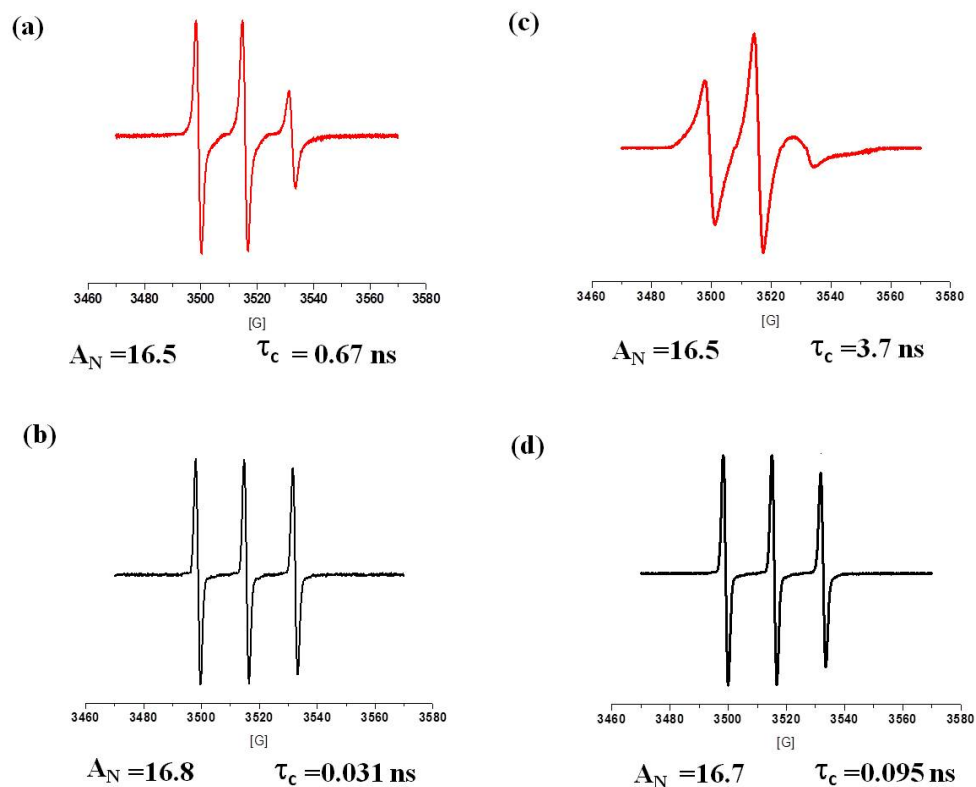 (a)
3460 3480 3500 3520 3540 3560 3580
[G]
A_N =16.5 τ_c = 0.67 ns
(c)
3460 3480 3500 3520 3540 3560 3580
[G]
A_N =16.5 τ_c =3.7 ns
(b)
3460 3480 3500 3520 3540 3560 3580
[G]
A_N =16.8 τ_c =0.031 ns
(d)
3460 3480 3500 3520 3540 3560 3580
[G]
A_N =16.7 τ_c =0.095 ns